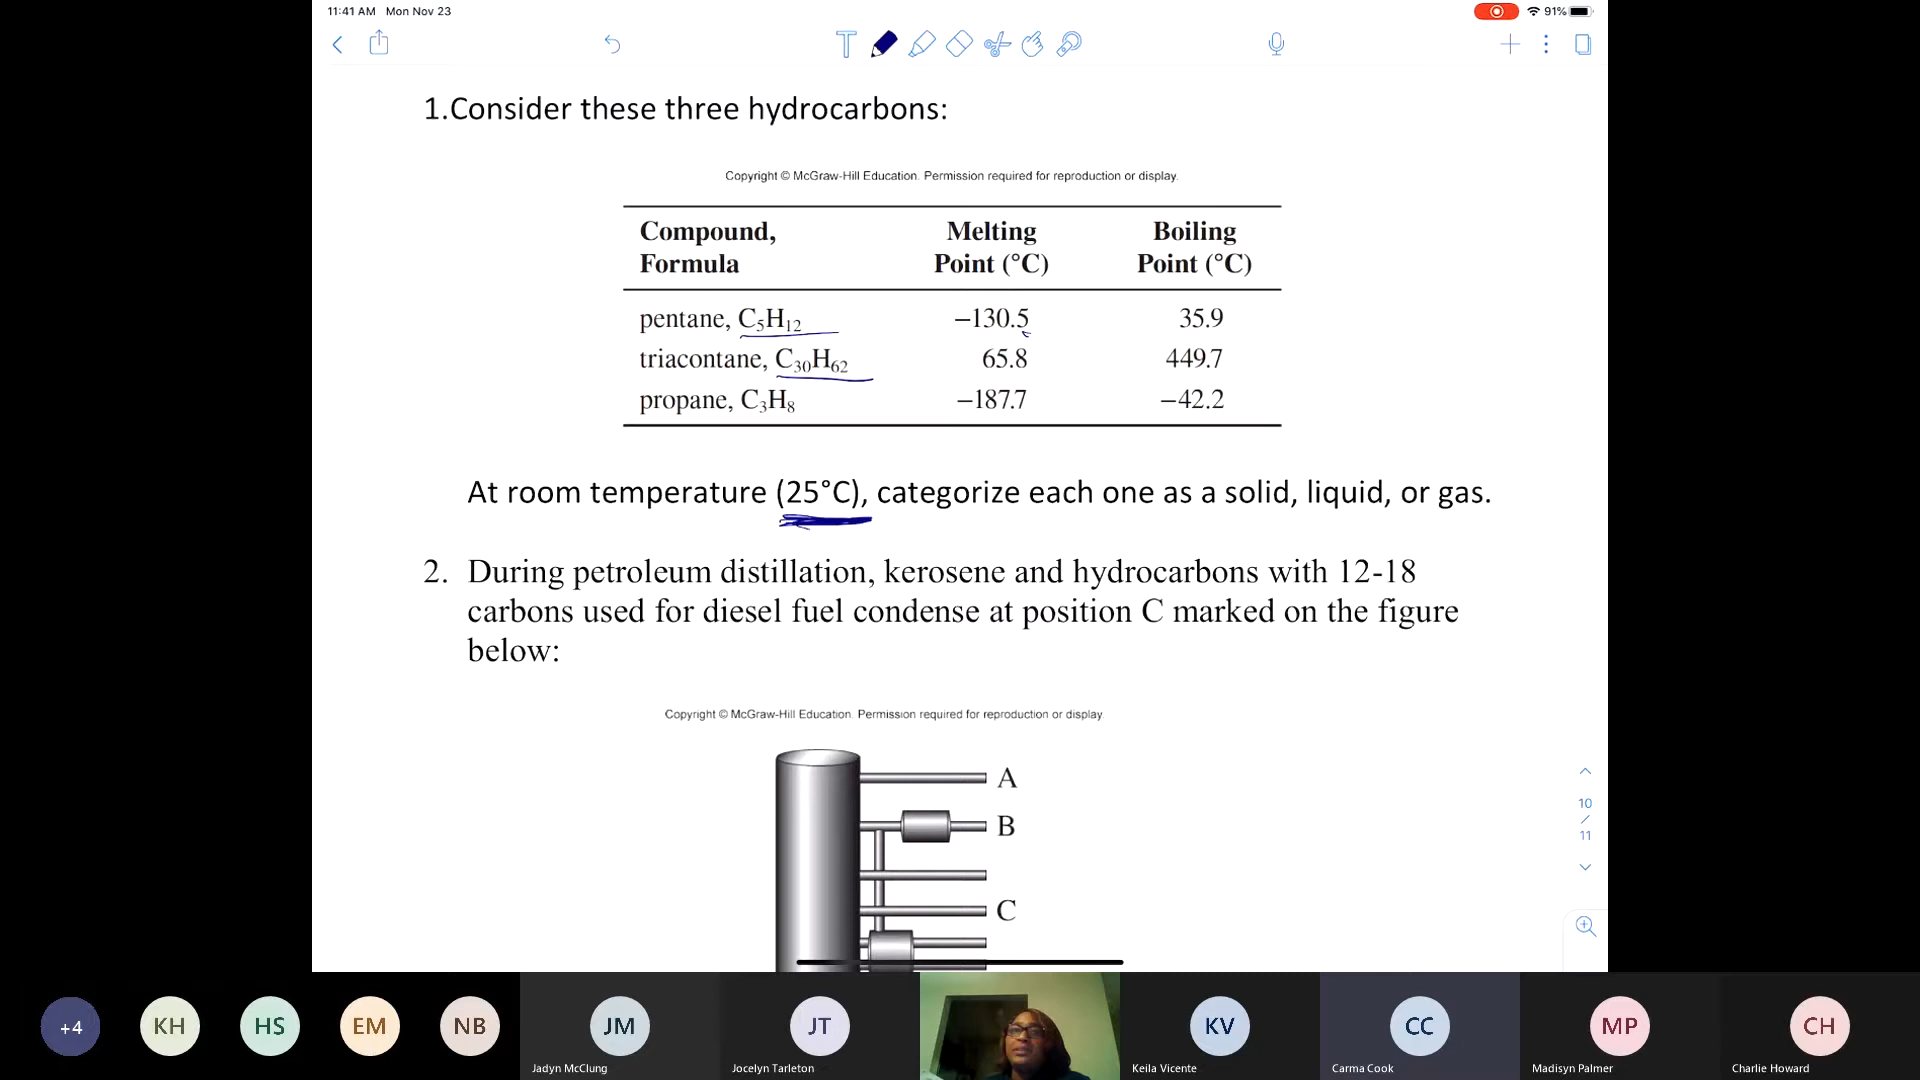 11:41 AM Mon Nov 23
91%
T
1.Consider these three hydrocarbons:
Copyright © McGraw-Hill Education. Permission required for reproduction or display.
Compound, Melting Boiling
Formula Point (°C) Point (°C)
pentane, C₅H₁₂ −130.5 35.9
triacontane, C₃₀H₆₂ 65.8 449.7
propane, C₃H₈ −187.7 −42.2
At room temperature (25°C), categorize each one as a solid, liquid, or gas.
2. During petroleum distillation, kerosene and hydrocarbons with 12-18
carbons used for diesel fuel condense at position C marked on the figure
below:
Copyright © McGraw-Hill Education. Permission required for reproduction or display.
A
B
C
10
/
11
+4 KH HS EM NB JM JT KV CC MP CH
Jadyn McClung Jocelyn Tarleton Keila Vicente Carma Cook Madisyn Palmer Charlie Howard